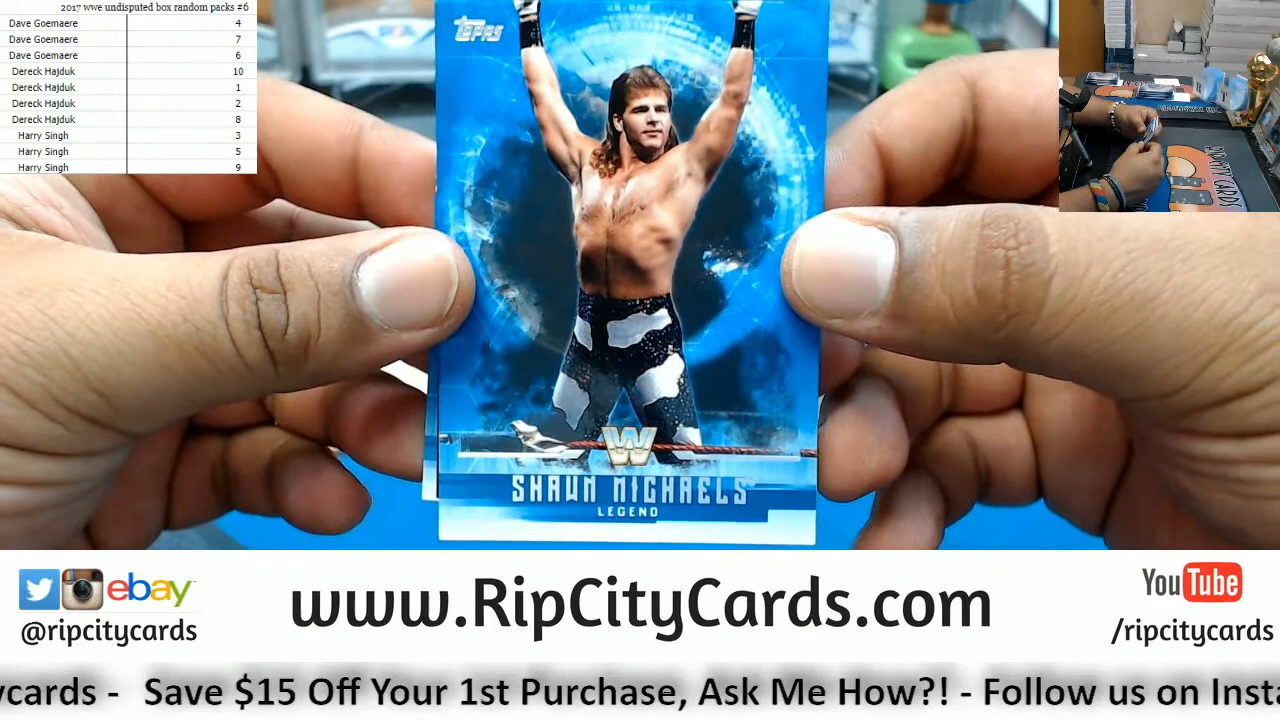 2017 wwe undisputed box random packs #6
Dave Goemaere 4
Dave Goemaere 7
Dave Goemaere 6
Dereck Hajduk 10
Dereck Hajduk 1
Dereck Hajduk 2
Dereck Hajduk 8
Harry Singh 3
Harry Singh 5
Harry Singh 9
Topps
W
SHAWN MICHAELS
LEGEND
RIP CITY CARDS
ebay
@ripcitycards
www.RipCityCards.com
YouTube
/ripcitycards
ycards - Save $15 Off Your 1st Purchase, Ask Me How?! - Follow us on Insta